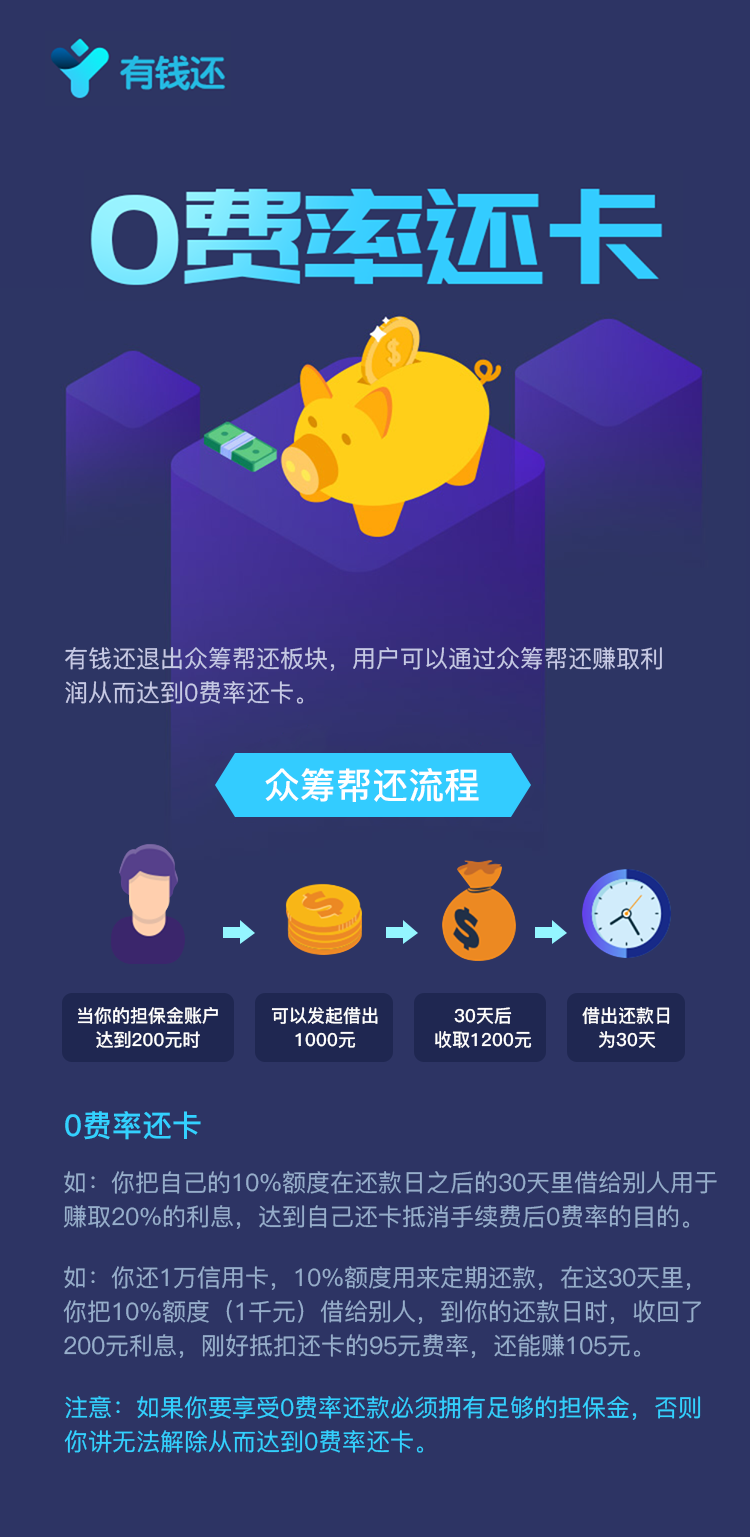 有钱还
0费率还卡
有钱还退出众筹帮还板块，用户可以通过众筹帮还赚取利
润从而达到0费率还卡。
众筹帮还流程
当你的担保金账户
达到200元时
可以发起借出
1000元
30天后
收取1200元
借出还款日
为30天
0费率还卡
如：你把自己的10%额度在还款日之后的30天里借给别人用于
赚取20%的利息，达到自己还卡抵消手续费后0费率的目的。
如：你还1万信用卡，10%额度用来定期还款，在这30天里，
你把10%额度（1千元）借给别人，到你的还款日时，收回了
200元利息，刚好抵扣还卡的95元费率，还能赚105元。
注意：如果你要享受0费率还款必须拥有足够的担保金，否则
你讲无法解除从而达到0费率还卡。